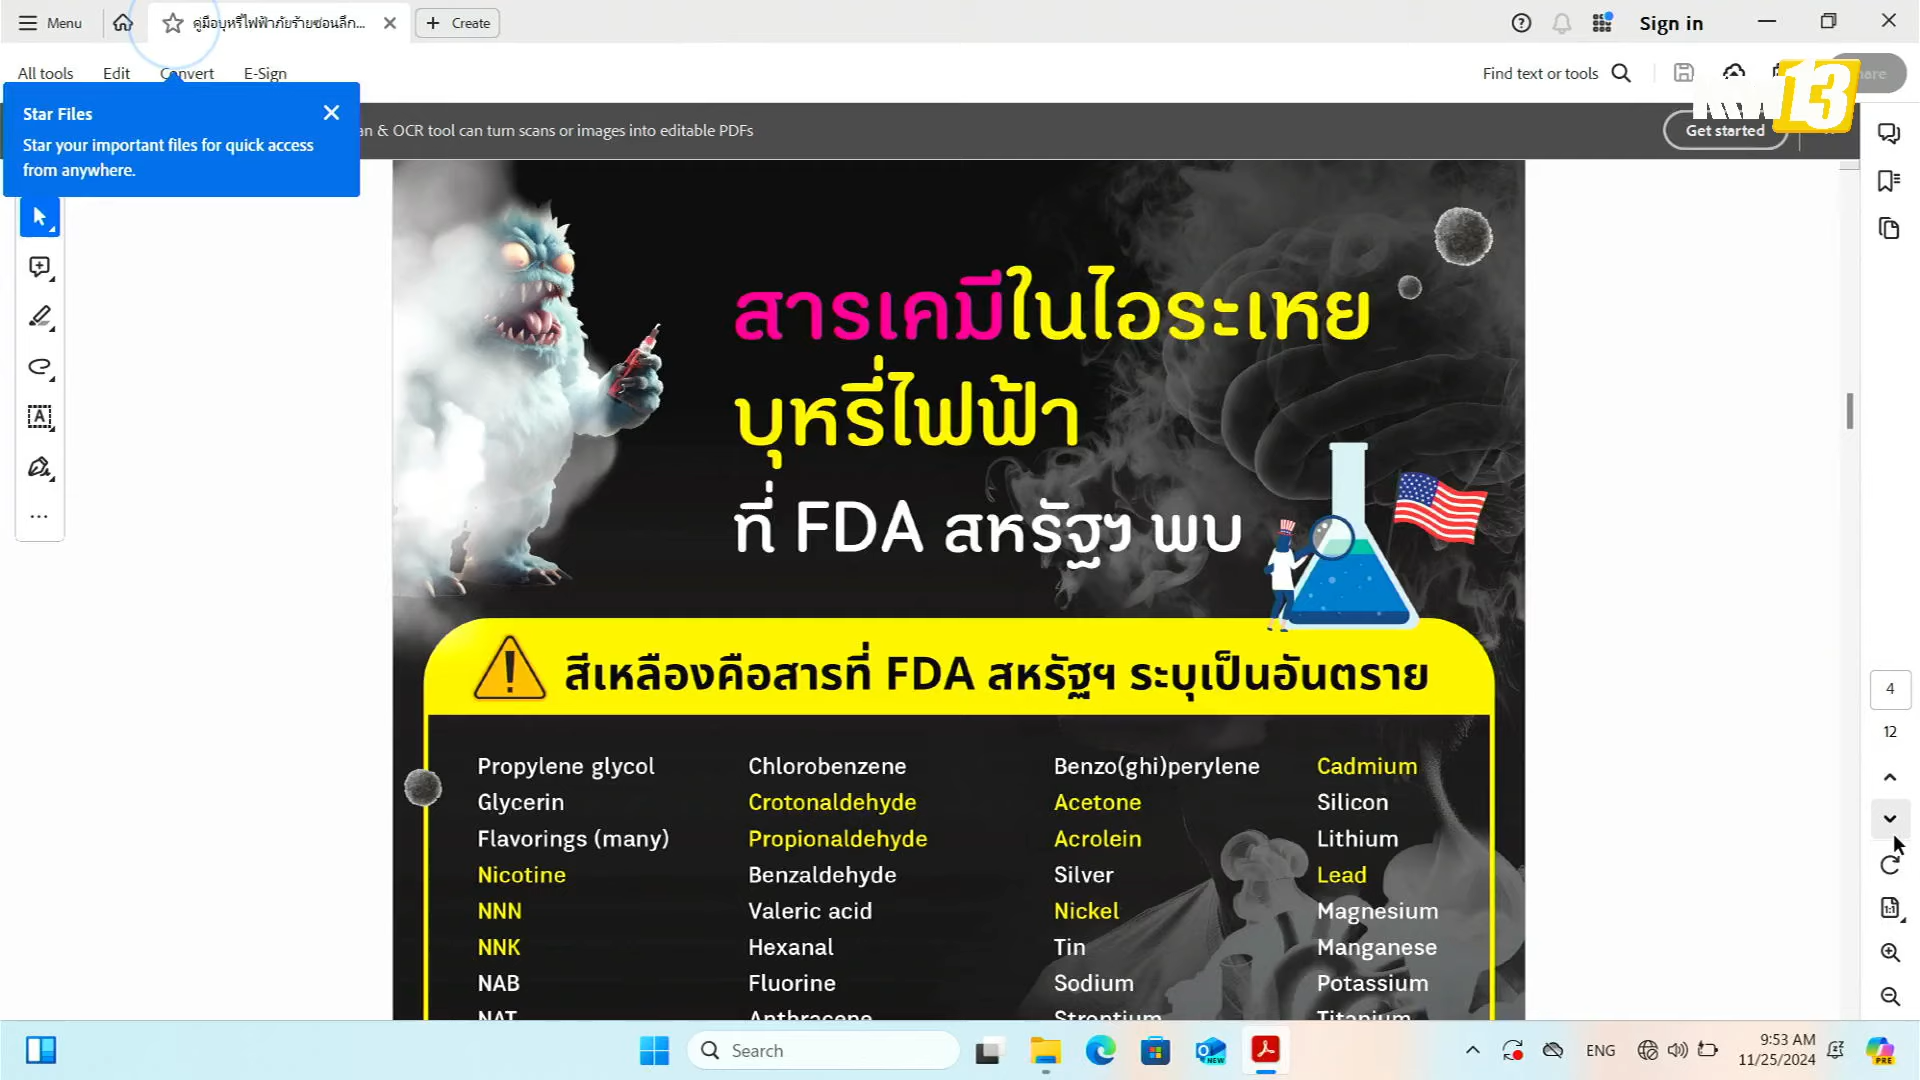 Menu
คู่มือบุหรี่ไฟฟ้าภัยร้ายซ่อนลึก...
Create
Sign in
All tools
Edit
Convert
E-Sign
Find text or tools
13
Star Files
Star your important files for quick access
from anywhere.
& OCR tool can turn scans or images into editable PDFs
Get started
สารเคมีในไอระเหย
บุหรี่ไฟฟ้า
ที่ FDA สหรัฐฯ พบ
สีเหลืองคือสารที่ FDA สหรัฐฯ ระบุเป็นอันตราย
Propylene glycol Chlorobenzene Benzo(ghi)perylene Cadmium
Glycerin Crotonaldehyde Acetone Silicon
Flavorings (many) Propionaldehyde Acrolein Lithium
Nicotine Benzaldehyde Silver Lead
NNN Valeric acid Nickel Magnesium
NNK Hexanal Tin Manganese
NAB Fluorine Sodium Potassium
NAT Anthracene Strontium Titanium
4
12
Search
ENG
9:53 AM
11/25/2024